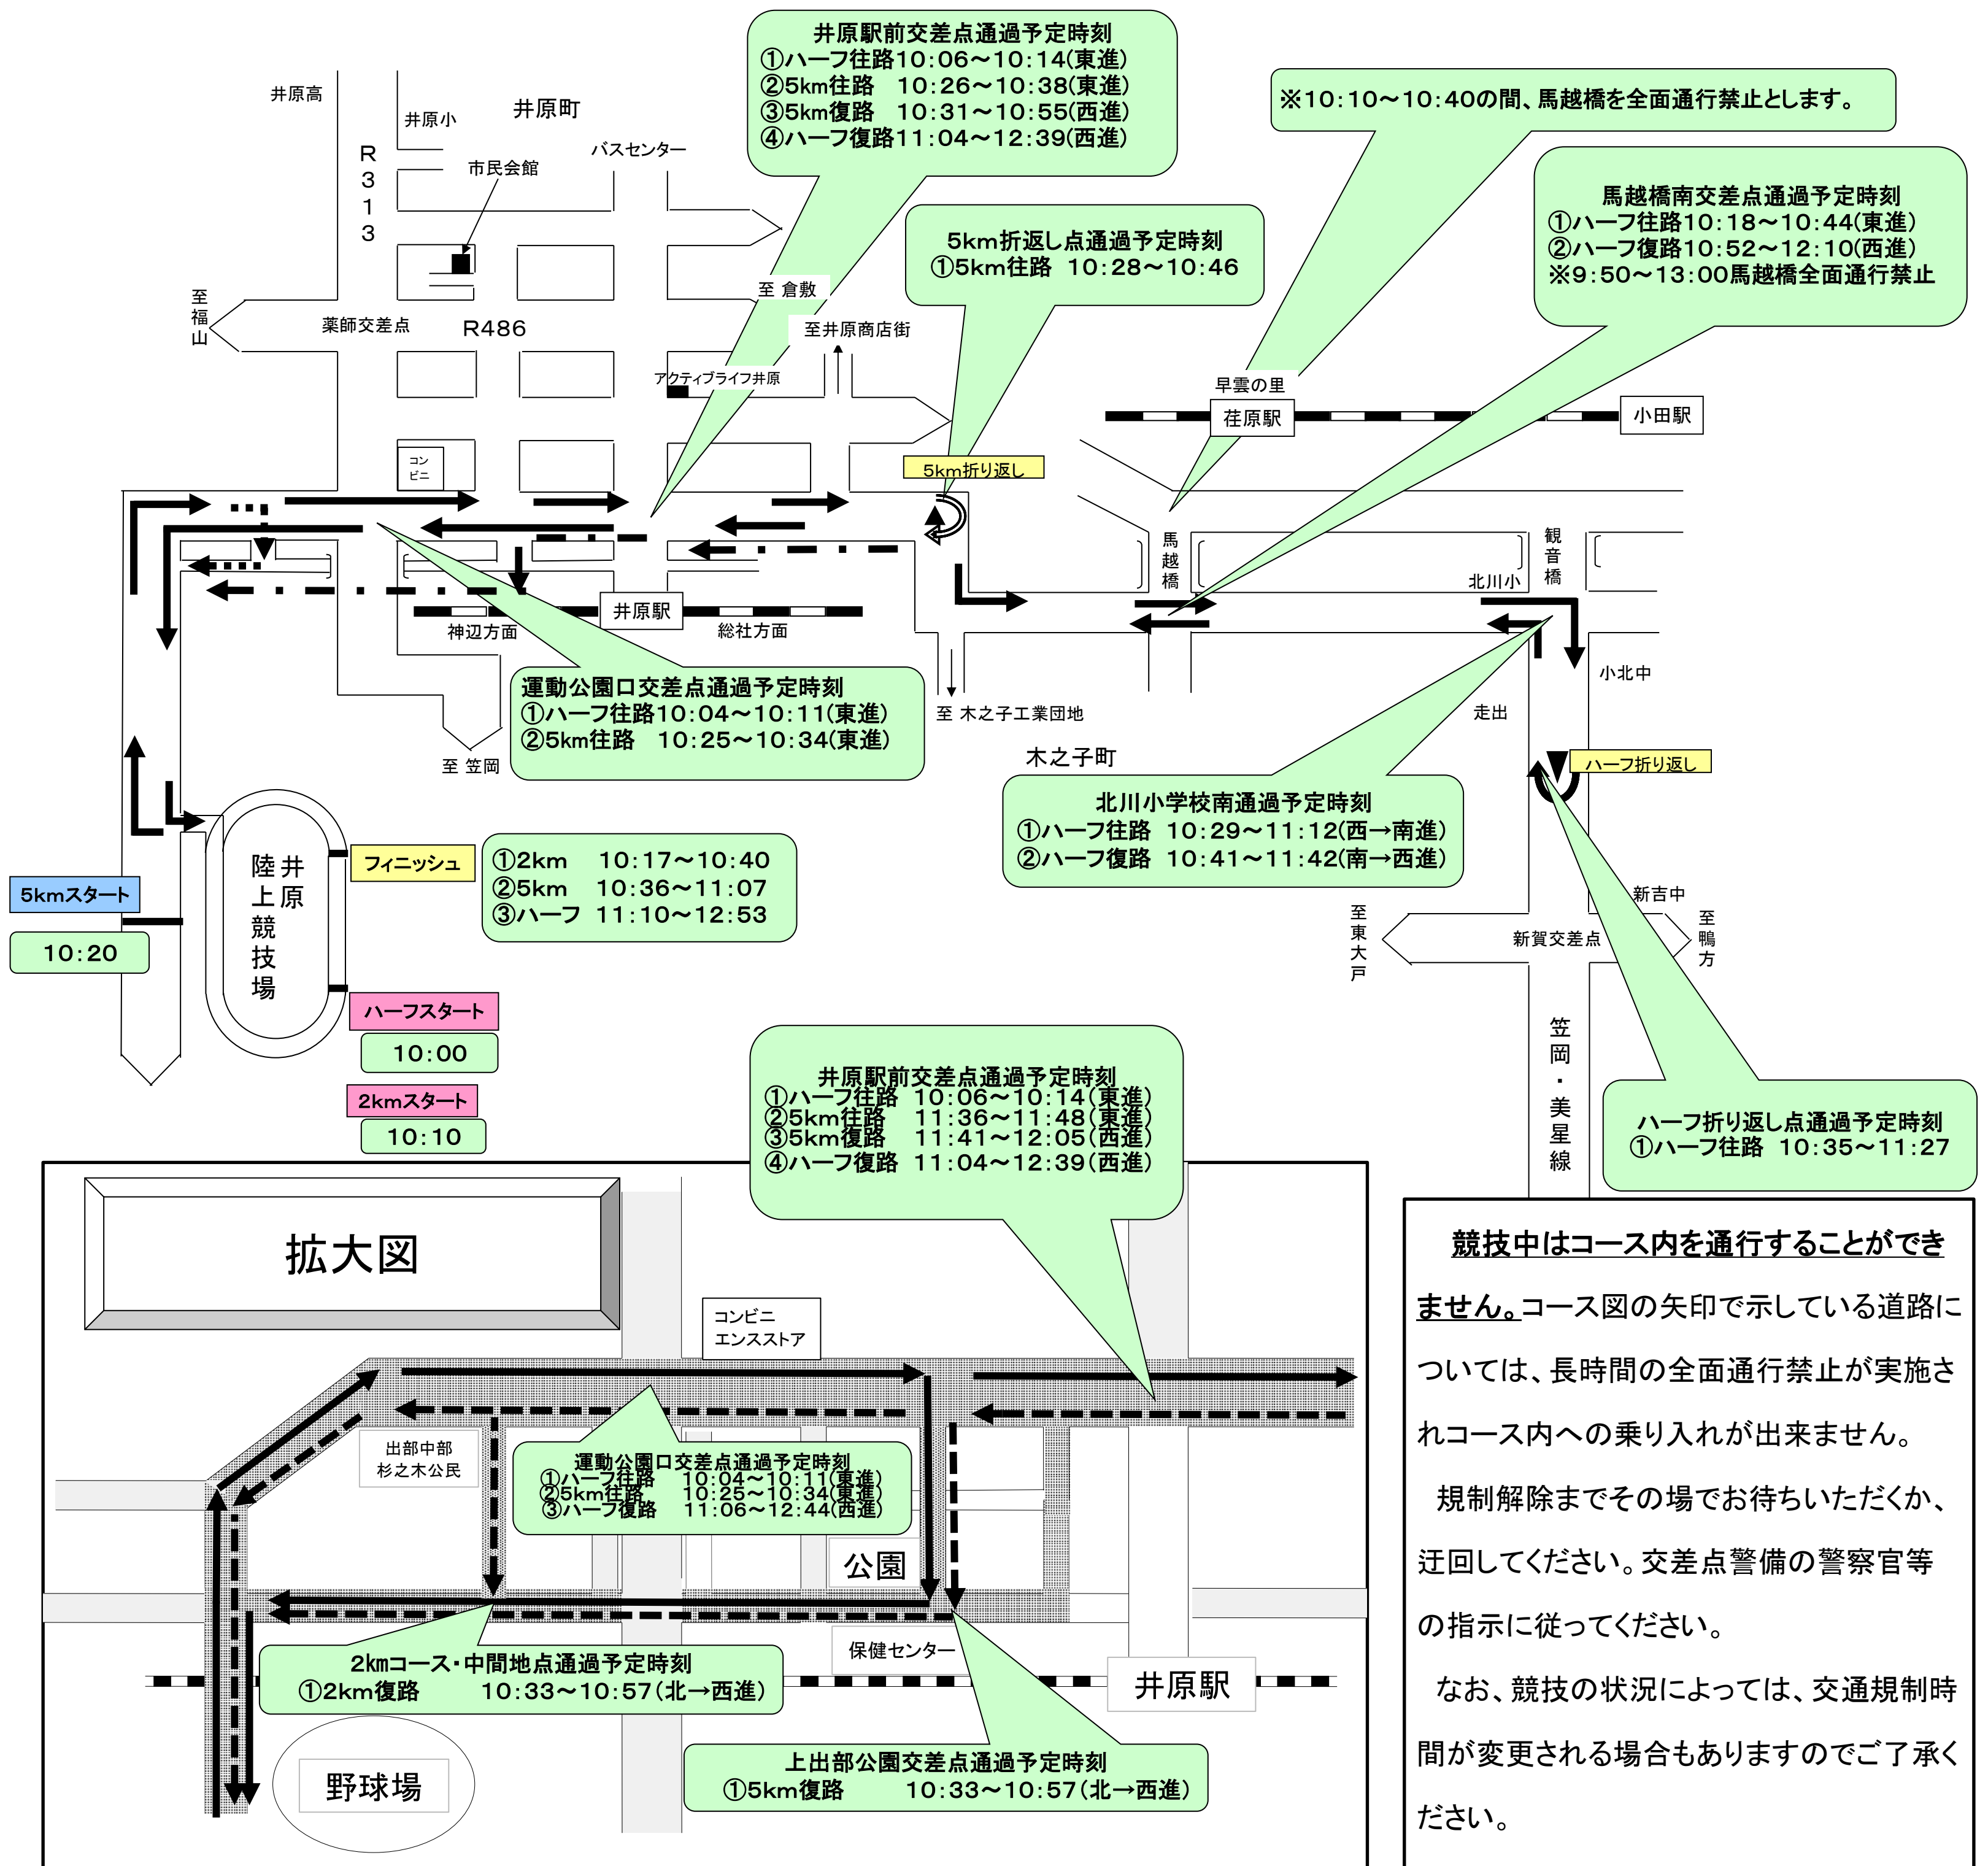 井原駅前交差点通過予定時刻
①ハーフ往路10:06～10:14(東進)
②5km往路　10:26～10:38(東進)
③5km復路　10:31～10:55(西進)
④ハーフ復路11:04～12:39(西進)
※10:10～10:40の間、馬越橋を全面通行禁止とします。
馬越橋南交差点通過予定時刻
①ハーフ往路10:18～10:44(東進)
②ハーフ復路10:52～12:10(西進)
※9:50～13:00馬越橋全面通行禁止
5km折返し点通過予定時刻
①5km往路 10:28～10:46
井原高
井原小
井原町
R313
市民会館
バスセンター
至 倉敷
至福山
薬師交差点
R486
至井原商店街
アクティブライフ井原
早雲の里
荏原駅
小田駅
コン
ビニ
5km折り返し
馬越橋
観音橋
北川小
井原駅
神辺方面
総社方面
小北中
走出
運動公園口交差点通過予定時刻
①ハーフ往路10:04～10:11(東進)
②5km往路　10:25～10:34(東進)
至 笠岡
至 木之子工業団地
木之子町
ハーフ折り返し
北川小学校南通過予定時刻
①ハーフ往路 10:29～11:12(西→南進)
②ハーフ復路 10:41～11:42(南→西進)
井原
陸上競技場
フィニッシュ
①2km　10:17～10:40
②5km　10:36～11:07
③ハーフ 11:10～12:53
5kmスタート
10:20
ハーフスタート
10:00
2kmスタート
10:10
新吉中
至東大戸
新賀交差点
至鴨方
笠岡・美星線
ハーフ折り返し点通過予定時刻
①ハーフ往路 10:35～11:27
井原駅前交差点通過予定時刻
①ハーフ往路 10:06～10:14(東進)
②5km往路　11:36～11:48(東進)
③5km復路　11:41～12:05(西進)
④ハーフ復路 11:04～12:39(西進)
拡大図
コンビニ
エンスストア
出部中部
杉之木公民
運動公園口交差点通過予定時刻
①ハーフ往路　10:04～10:11(東進)
②5km往路　　10:25～10:34(東進)
③ハーフ復路　11:06～12:44(西進)
公園
保健センター
井原駅
2kmコース・中間地点通過予定時刻
①2km復路　　10:33～10:57(北→西進)
野球場
上出部公園交差点通過予定時刻
①5km復路　　10:33～10:57(北→西進)
競技中はコース内を通行することができ
ません。コース図の矢印で示している道路に
ついては、長時間の全面通行禁止が実施さ
れコース内への乗り入れが出来ません。
規制解除までその場でお待ちいただくか、
迂回してください。交差点警備の警察官等
の指示に従ってください。
なお、競技の状況によっては、交通規制時
間が変更される場合もありますのでご了承く
ださい。